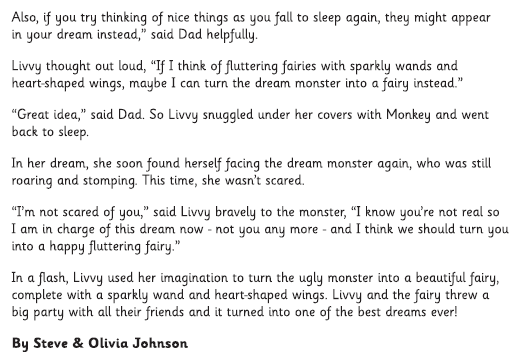 Also, if you try thinking of nice things as you fall to sleep again, they might appear
in your dream instead,” said Dad helpfully.
Livvy thought out loud, “If I think of fluttering fairies with sparkly wands and
heart-shaped wings, maybe I can turn the dream monster into a fairy instead.”
“Great idea,” said Dad. So Livvy snuggled under her covers with Monkey and went
back to sleep.
In her dream, she soon found herself facing the dream monster again, who was still
roaring and stomping. This time, she wasn’t scared.
“I’m not scared of you,” said Livvy bravely to the monster, “I know you’re not real so
I am in charge of this dream now - not you any more - and I think we should turn you
into a happy fluttering fairy.”
In a flash, Livvy used her imagination to turn the ugly monster into a beautiful fairy,
complete with a sparkly wand and heart-shaped wings. Livvy and the fairy threw a
big party with all their friends and it turned into one of the best dreams ever!
By Steve & Olivia Johnson